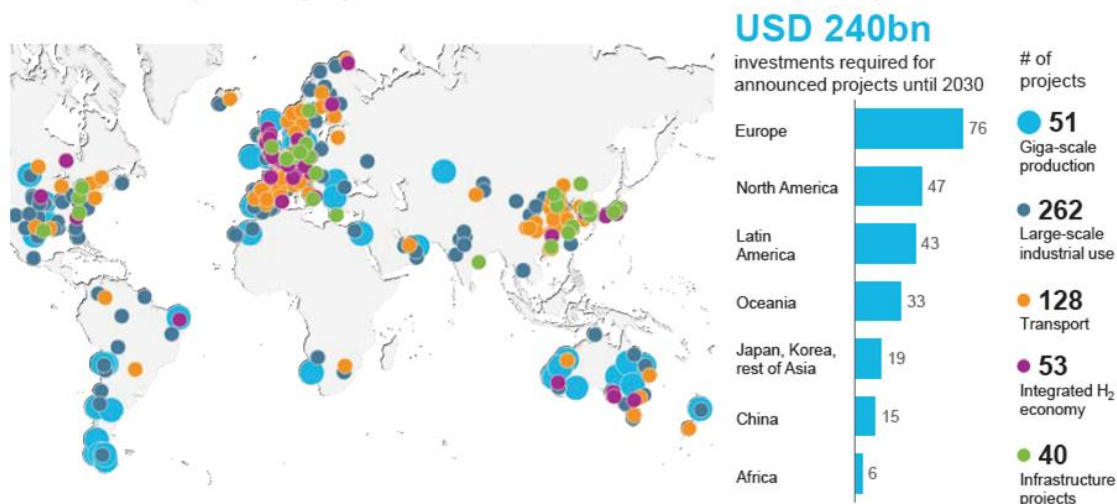 USD 240bn
investments required for
announced projects until 2030
Europe
76
North America
47
Latin
America
43
Oceania
33
Japan, Korea,
rest of Asia
19
China
15
Africa
6
# of
projects
51
Giga-scale
production
262
Large-scale
industrial use
128
Transport
53
Integrated H₂
economy
40
Infrastructure
projects